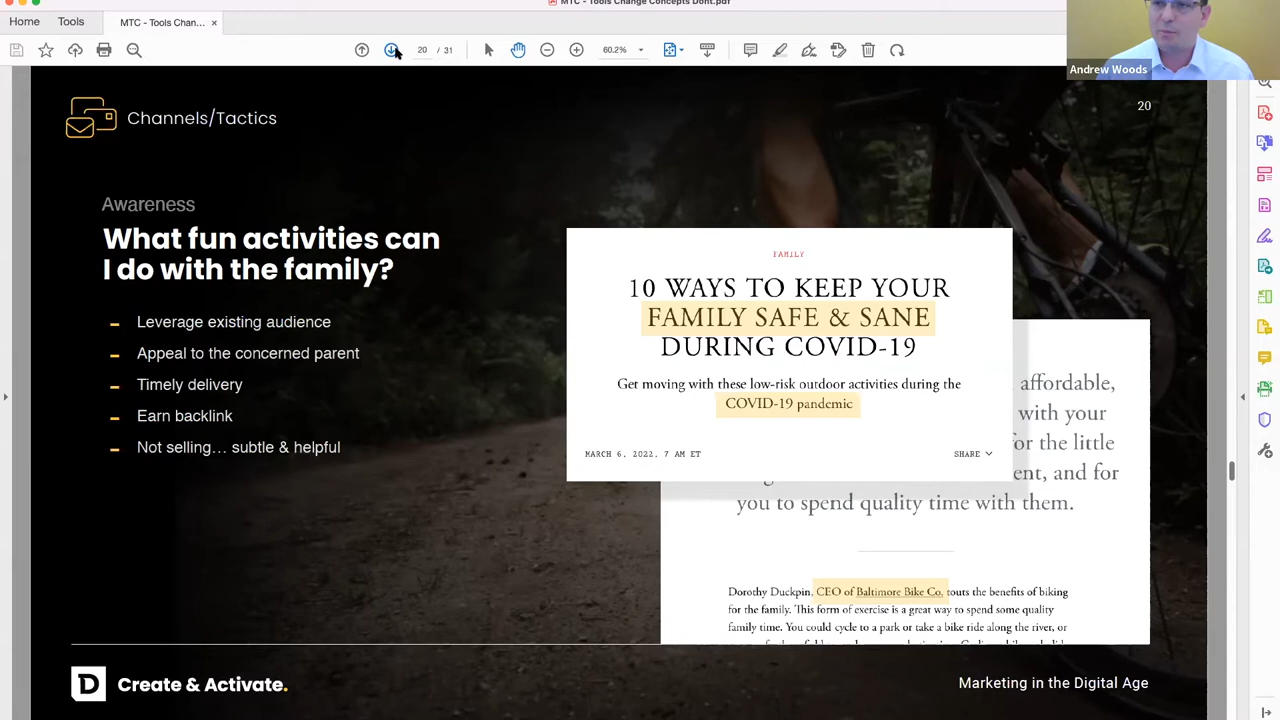 MTC - Tools Change Concepts Dont.pdf
Home
Tools
MTC - Tools Chan...
20 / 31
60.2%
Andrew Woods
Channels/Tactics
20
Awareness
What fun activities can
I do with the family?
Leverage existing audience
Appeal to the concerned parent
Timely delivery
Earn backlink
Not selling... subtle & helpful
FAMILY
10 WAYS TO KEEP YOUR
FAMILY SAFE & SANE
DURING COVID-19
Get moving with these low-risk outdoor activities during the
COVID-19 pandemic
MARCH 6, 2022, 7 AM ET
SHARE
affordable,
with your
for the little
ent, and for
you to spend quality time with them.
Dorothy Duckpin, CEO of Baltimore Bike Co. touts the benefits of biking
for the family. This form of exercise is a great way to spend some quality
family time. You could cycle to a park or take a bike ride along the river, or
D Create & Activate.
Marketing in the Digital Age